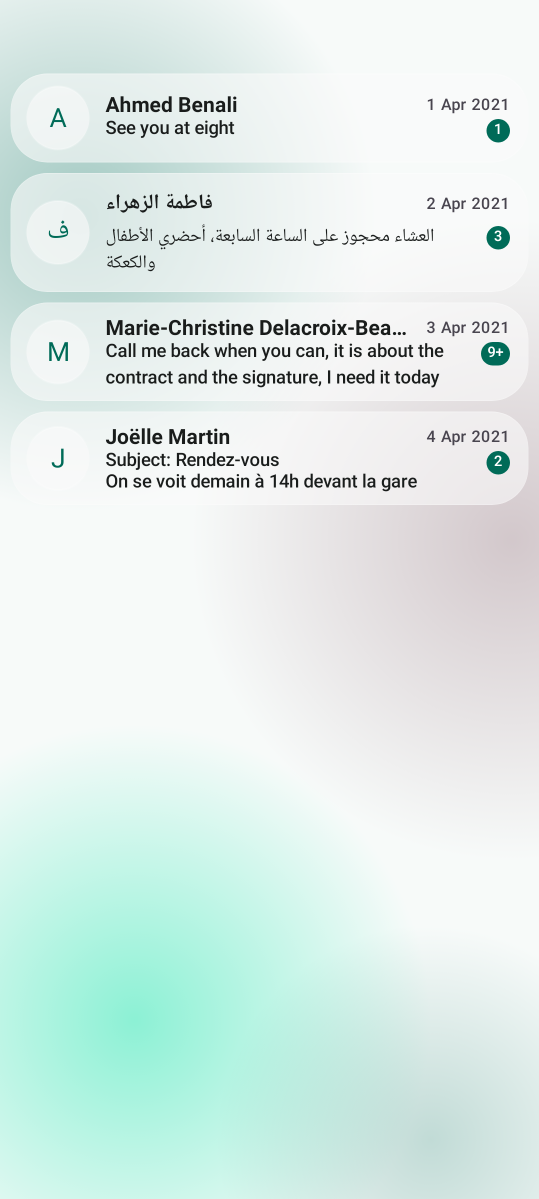 A
Ahmed Benali
1 Apr 2021
See you at eight
1
ف
فاطمة الزهراء
2 Apr 2021
العشاء محجوز على الساعة السابعة، أحضري الأطفال
والكعكة
3
M
Marie-Christine Delacroix-Bea...
3 Apr 2021
Call me back when you can, it is about the
contract and the signature, I need it today
9+
J
Joëlle Martin
4 Apr 2021
Subject: Rendez-vous
On se voit demain à 14h devant la gare
2